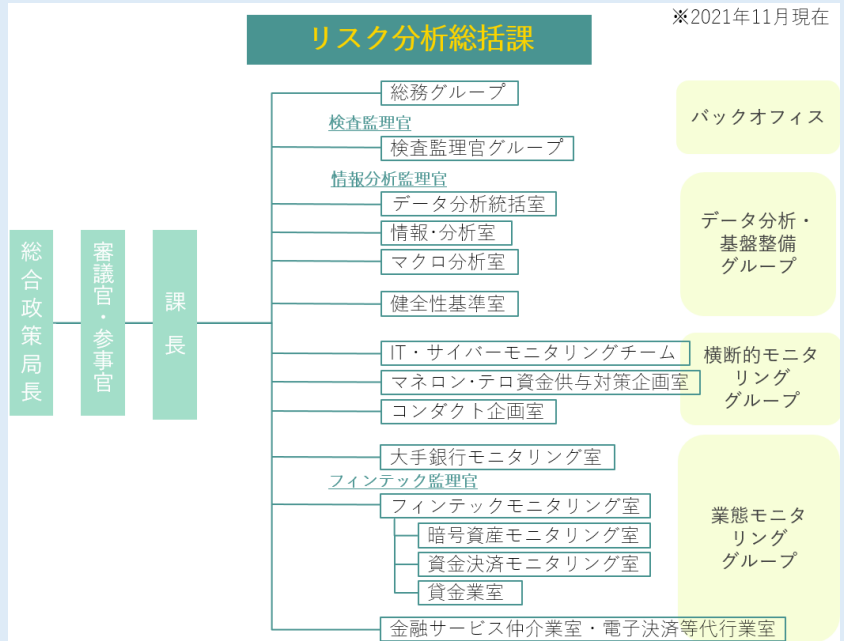 ※2021年11月現在
リスク分析総括課
総合政策局長
審議官・参事官
課長
総務グループ
検査監理官
検査監理官グループ
情報分析監理官
データ分析統括室
情報･分析室
マクロ分析室
健全性基準室
IT・サイバーモニタリングチーム
マネロン･テロ資金供与対策企画室
コンダクト企画室
大手銀行モニタリング室
フィンテック監理官
フィンテックモニタリング室
暗号資産モニタリング室
資金決済モニタリング室
貸金業室
金融サービス仲介業室・電子決済等代行業室
バックオフィス
データ分析・
基盤整備
グループ
横断的モニタ
リング
グループ
業態モニタ
リング
グループ